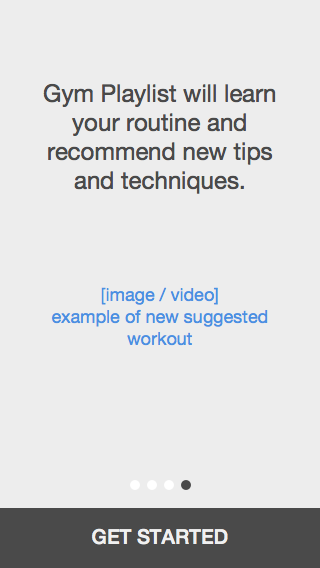 Gym Playlist will learn
your routine and
recommend new tips
and techniques.
[image / video]
example of new suggested
workout
GET STARTED